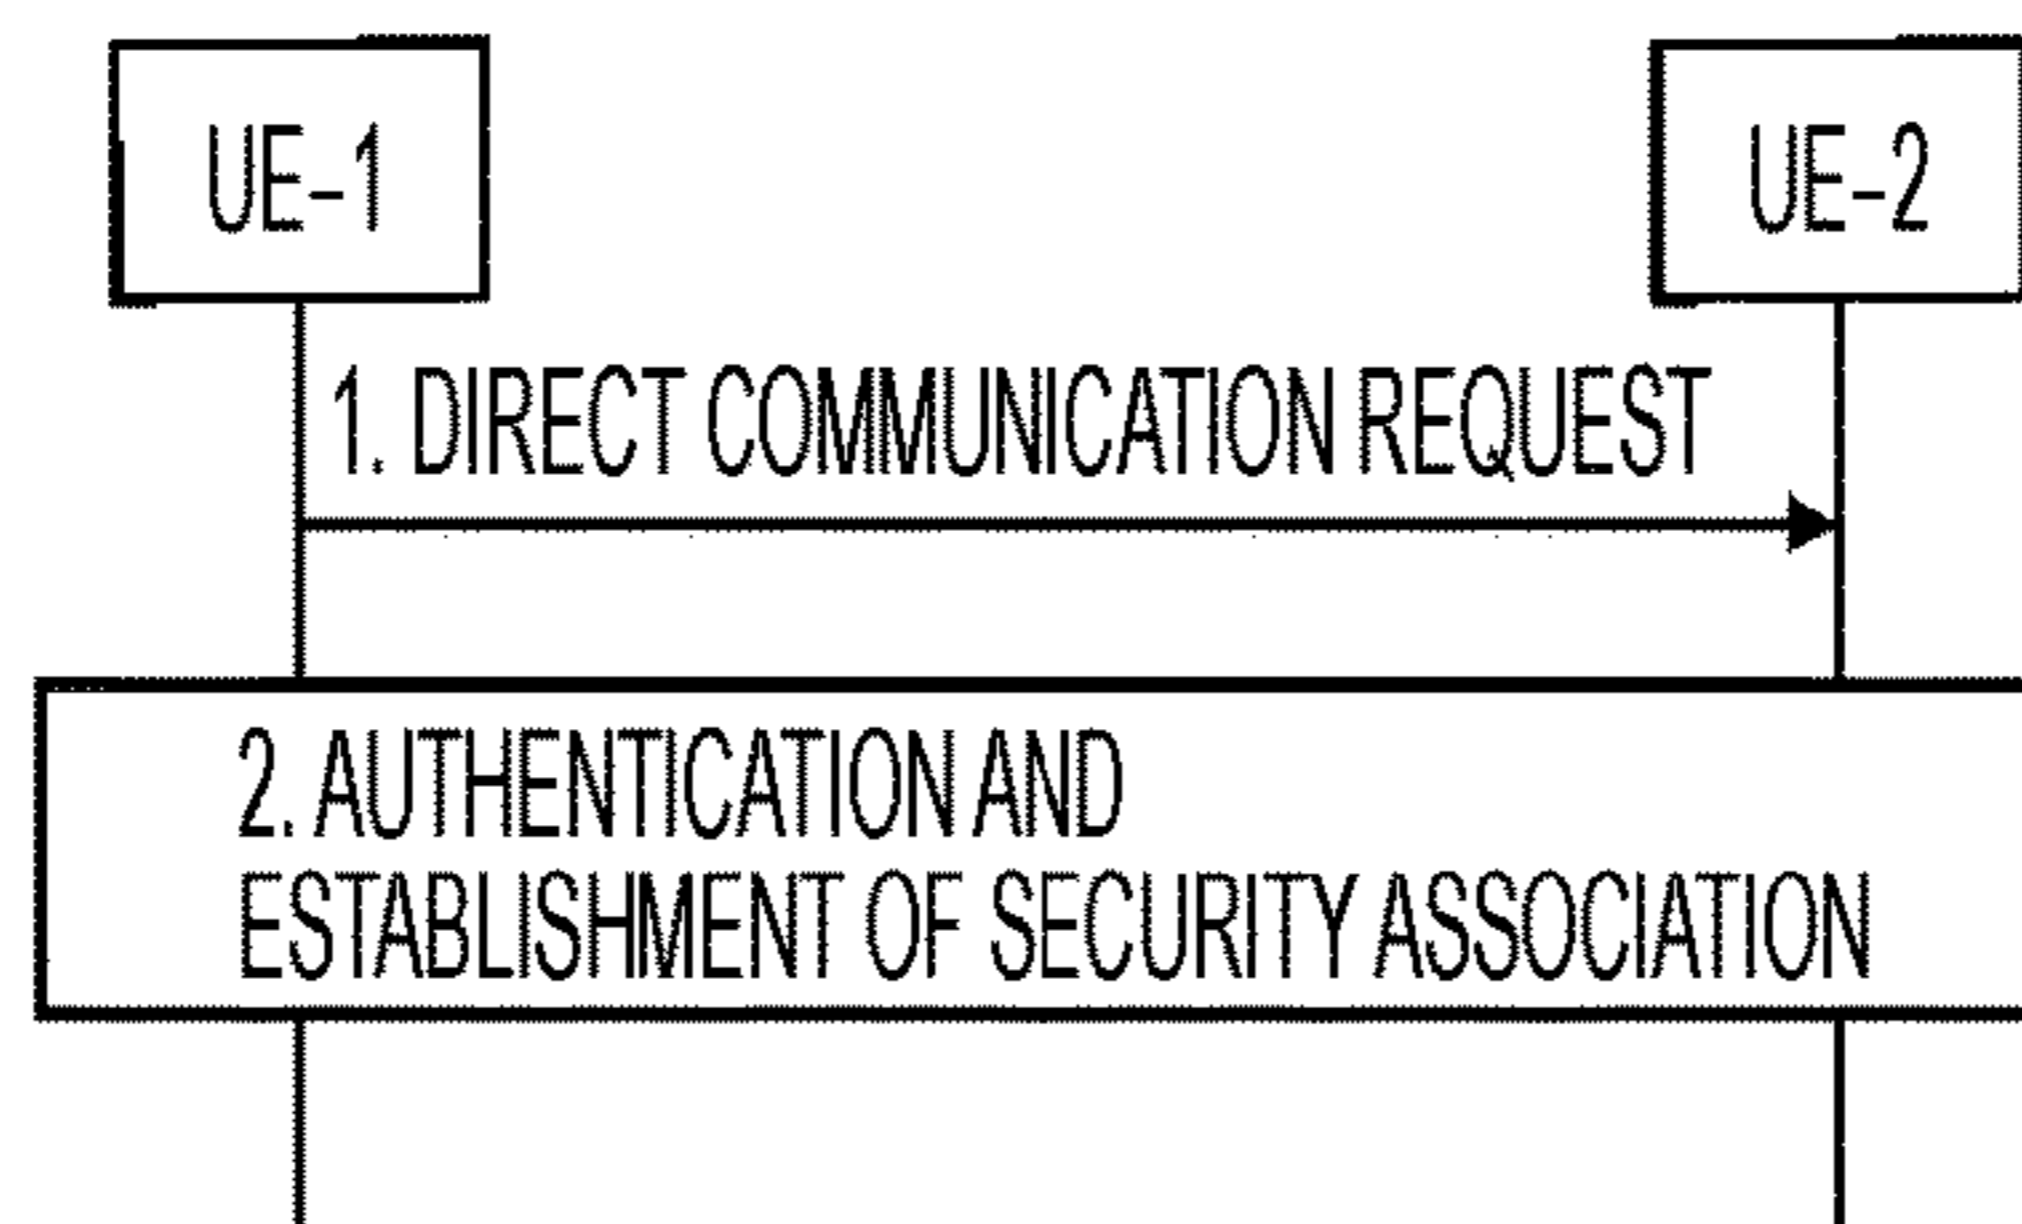 UE-1
UE-2
1. DIRECT COMMUNICATION REQUEST
2. AUTHENTICATION AND
ESTABLISHMENT OF SECURITY ASSOCIATION